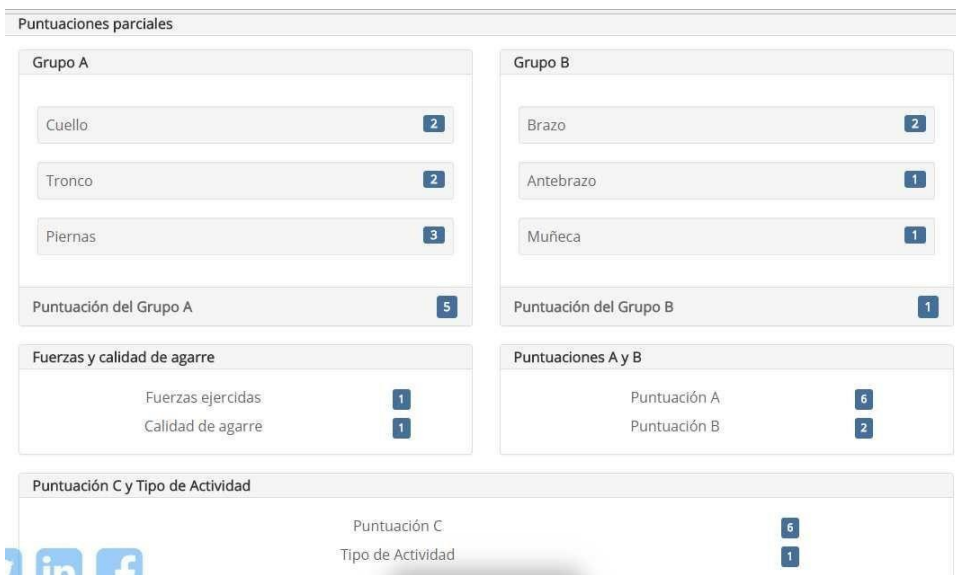 Puntuaciones parciales
Grupo A
Cuello 2
Tronco 2
Piernas 3
Puntuación del Grupo A 5
Grupo B
Brazo 2
Antebrazo 1
Muñeca 1
Puntuación del Grupo B 1
Fuerzas y calidad de agarre
Fuerzas ejercidas 1
Calidad de agarre 1
Puntuaciones A y B
Puntuación A 6
Puntuación B 2
Puntuación C y Tipo de Actividad
Puntuación C 6
Tipo de Actividad 1
in f